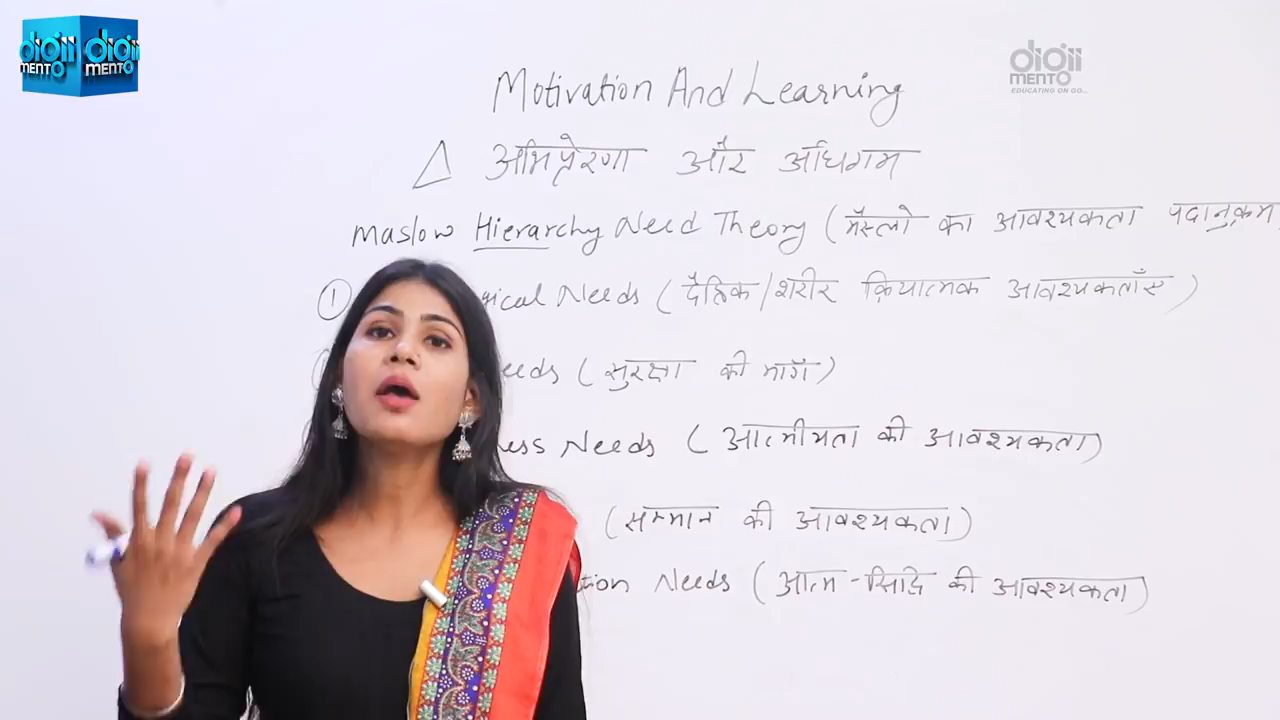 DIGII MENTO DIGII MENTO
DIGII MENTO
EDUCATING ON GO...
Motivation And Learning
अभिप्रेरणा और अधिगम
Maslow Hierarchy Need Theory (मैस्लो का आवश्यकता पदानुक्रम
① gical Needs (दैहिक/शरीर क्रियात्मक आवश्यकताएँ)
eeds (सुरक्षा की मांग)
ness Needs (आत्मीयता की आवश्यकता)
(सम्मान की आवश्यकता)
tion Needs (आत्म-सिद्धि की आवश्यकता)